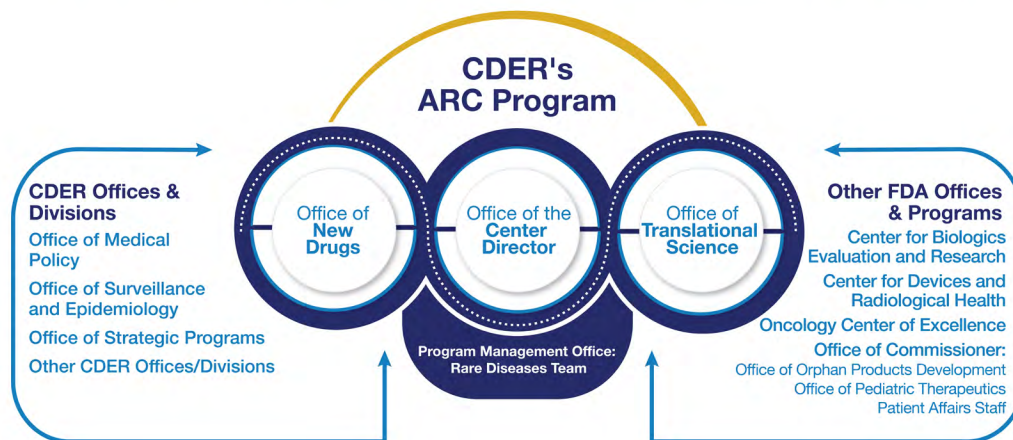 CDER's
ARC Program
CDER Offices &
Divisions
Office of Medical
Policy
Office of Surveillance
and Epidemiology
Office of Strategic Programs
Other CDER Offices/Divisions
Office of
New
Drugs
Office of the
Center
Director
Office of
Translational
Science
Program Management Office:
Rare Diseases Team
Other FDA Offices
& Programs
Center for Biologics
Evaluation and Research
Center for Devices and
Radiological Health
Oncology Center of Excellence
Office of Commissioner:
Office of Orphan Products Development
Office of Pediatric Therapeutics
Patient Affairs Staff